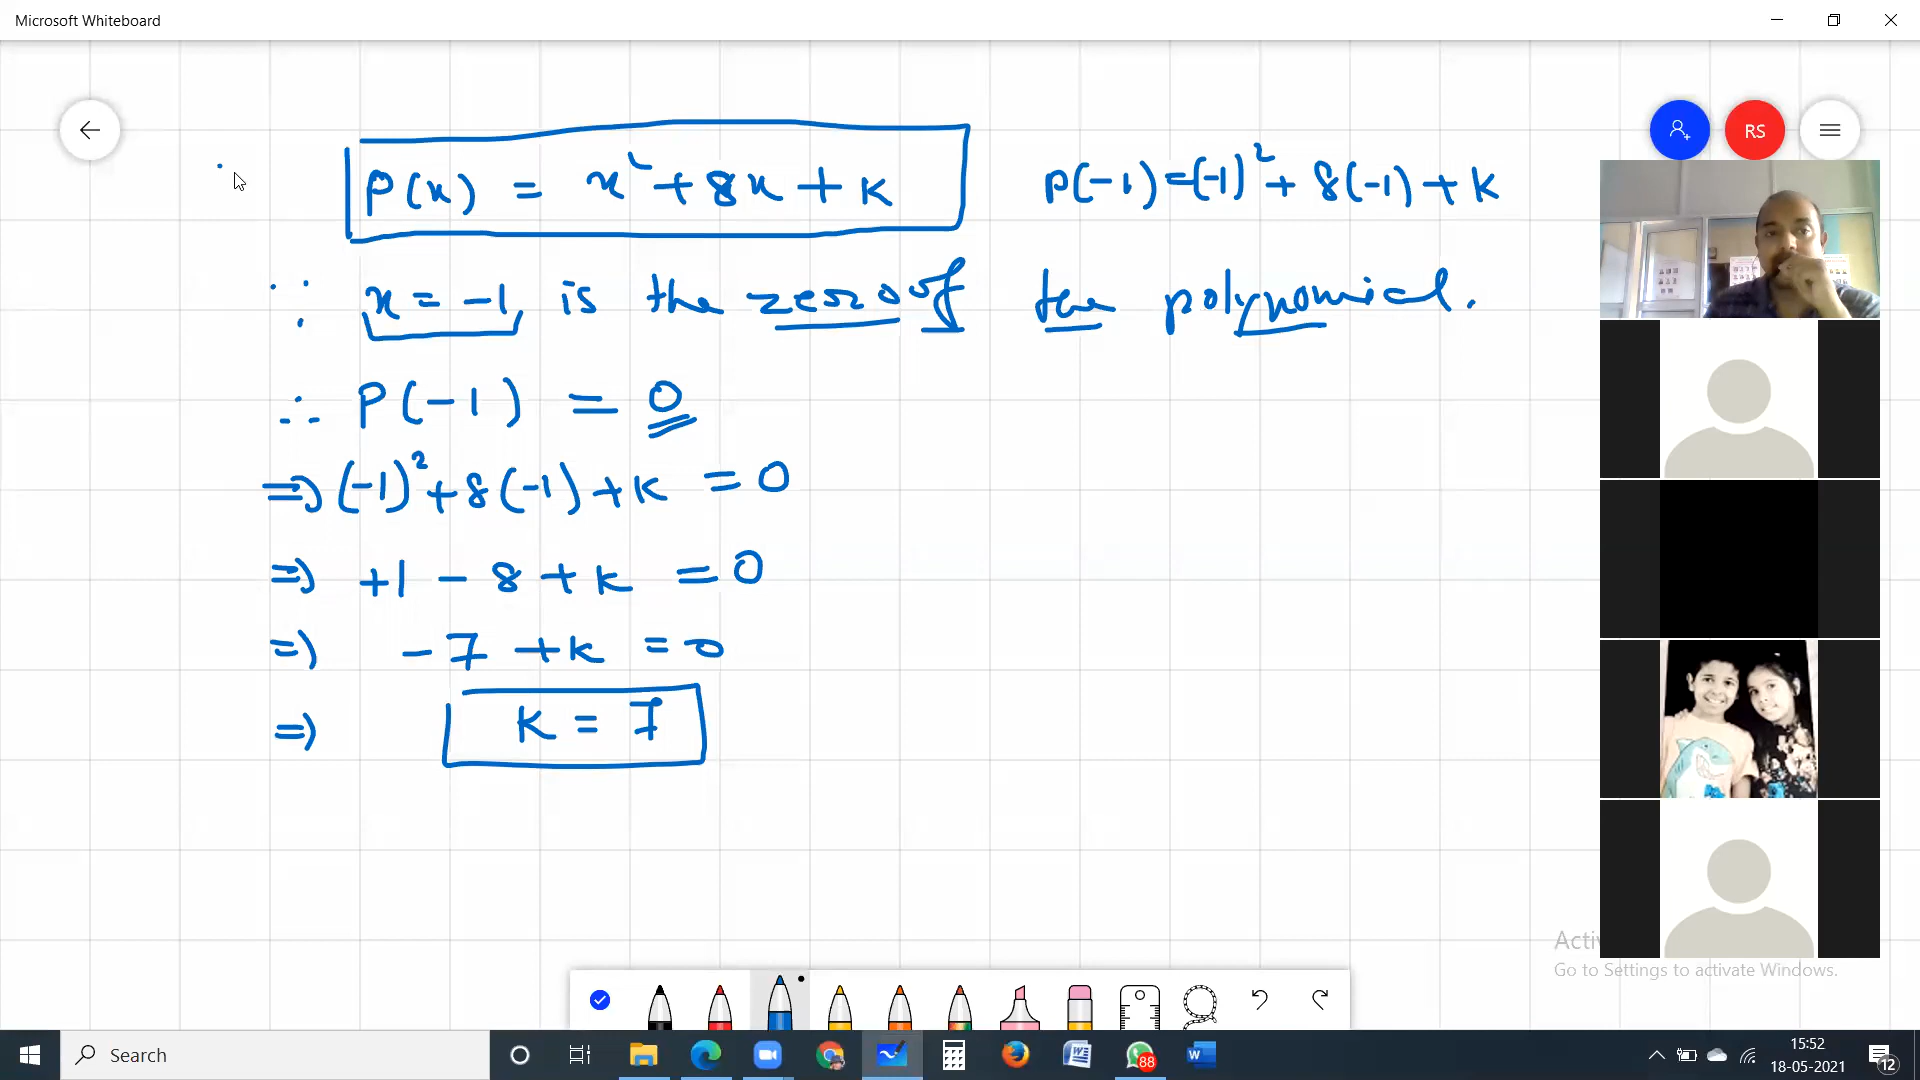 Microsoft Whiteboard
P(x) = x² + 8x + k
P(-1) = (-1)² + 8(-1) + k
∵ x = -1 is the zero of the polynomial.
∴ P(-1) = 0
⇒ (-1)² + 8(-1) + k = 0
⇒ +1 - 8 + k = 0
⇒ -7 + k = 0
⇒ k = 7
RS
Go to Settings to activate Windows.
Search
88
15:52
18-05-2021
12